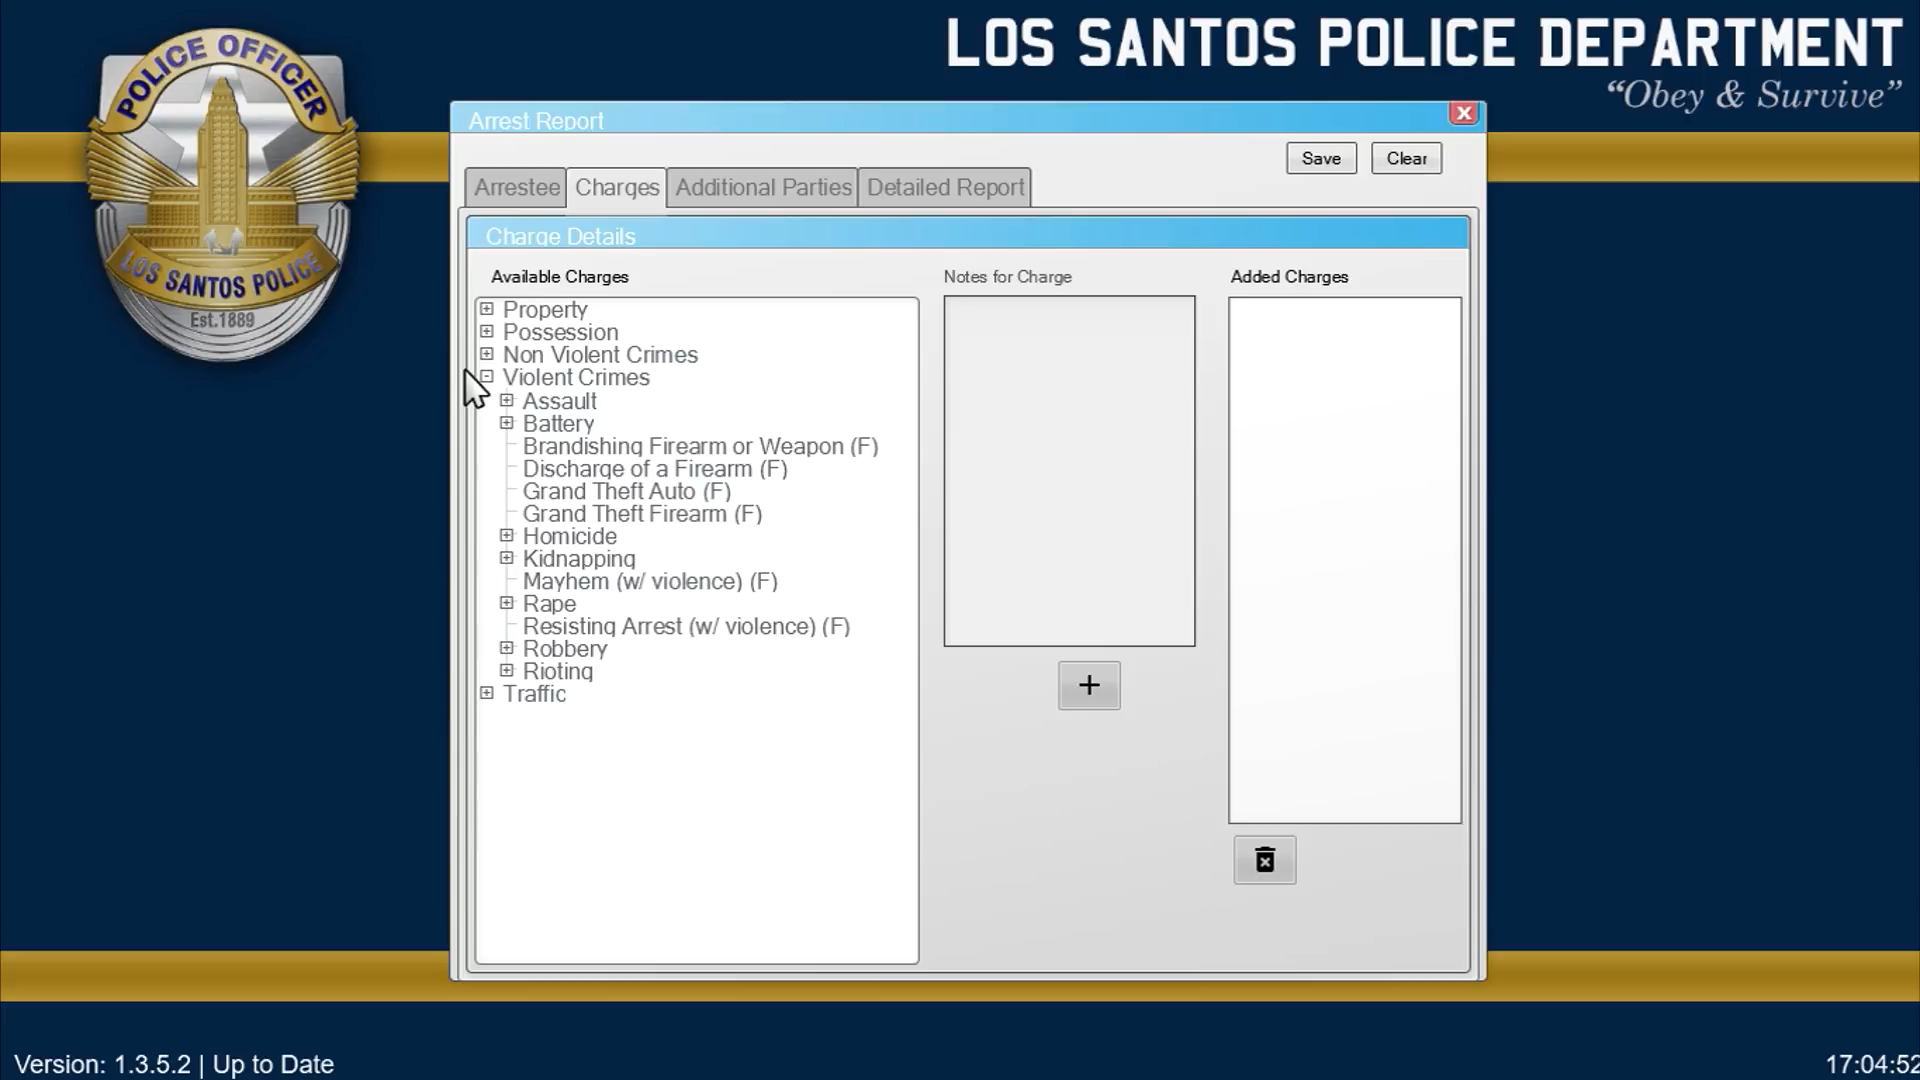 POLICE OFFICER
LOS SANTOS POLICE
Est.1889
LOS SANTOS POLICE DEPARTMENT
“Obey & Survive”
Arrest Report
Save
Clear
Arrestee
Charges
Additional Parties
Detailed Report
Charge Details
Available Charges
Notes for Charge
Added Charges
Property
Possession
Non Violent Crimes
Violent Crimes
Assault
Battery
Brandishing Firearm or Weapon (F)
Discharge of a Firearm (F)
Grand Theft Auto (F)
Grand Theft Firearm (F)
Homicide
Kidnapping
Mayhem (w/ violence) (F)
Rape
Resisting Arrest (w/ violence) (F)
Robbery
Rioting
Traffic
Version: 1.3.5.2 | Up to Date
17:04:52